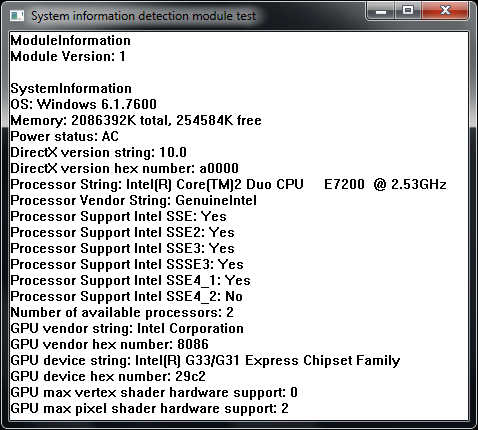 System information detection module test
ModuleInformation
Module Version: 1
SystemInformation
OS: Windows 6.1.7600
Memory: 2086392K total, 254584K free
Power status: AC
DirectX version string: 10.0
DirectX version hex number: a0000
Processor String: Intel(R) Core(TM)2 Duo CPU     E7200  @ 2.53GHz
Processor Vendor String: GenuineIntel
Processor Support Intel SSE: Yes
Processor Support Intel SSE2: Yes
Processor Support Intel SSE3: Yes
Processor Support Intel SSSE3: Yes
Processor Support Intel SSE4_1: Yes
Processor Support Intel SSE4_2: No
Number of available processors: 2
GPU vendor string: Intel Corporation
GPU vendor hex number: 8086
GPU device string: Intel(R) G33/G31 Express Chipset Family
GPU device hex number: 29c2
GPU max vertex shader hardware support: 0
GPU max pixel shader hardware support: 2